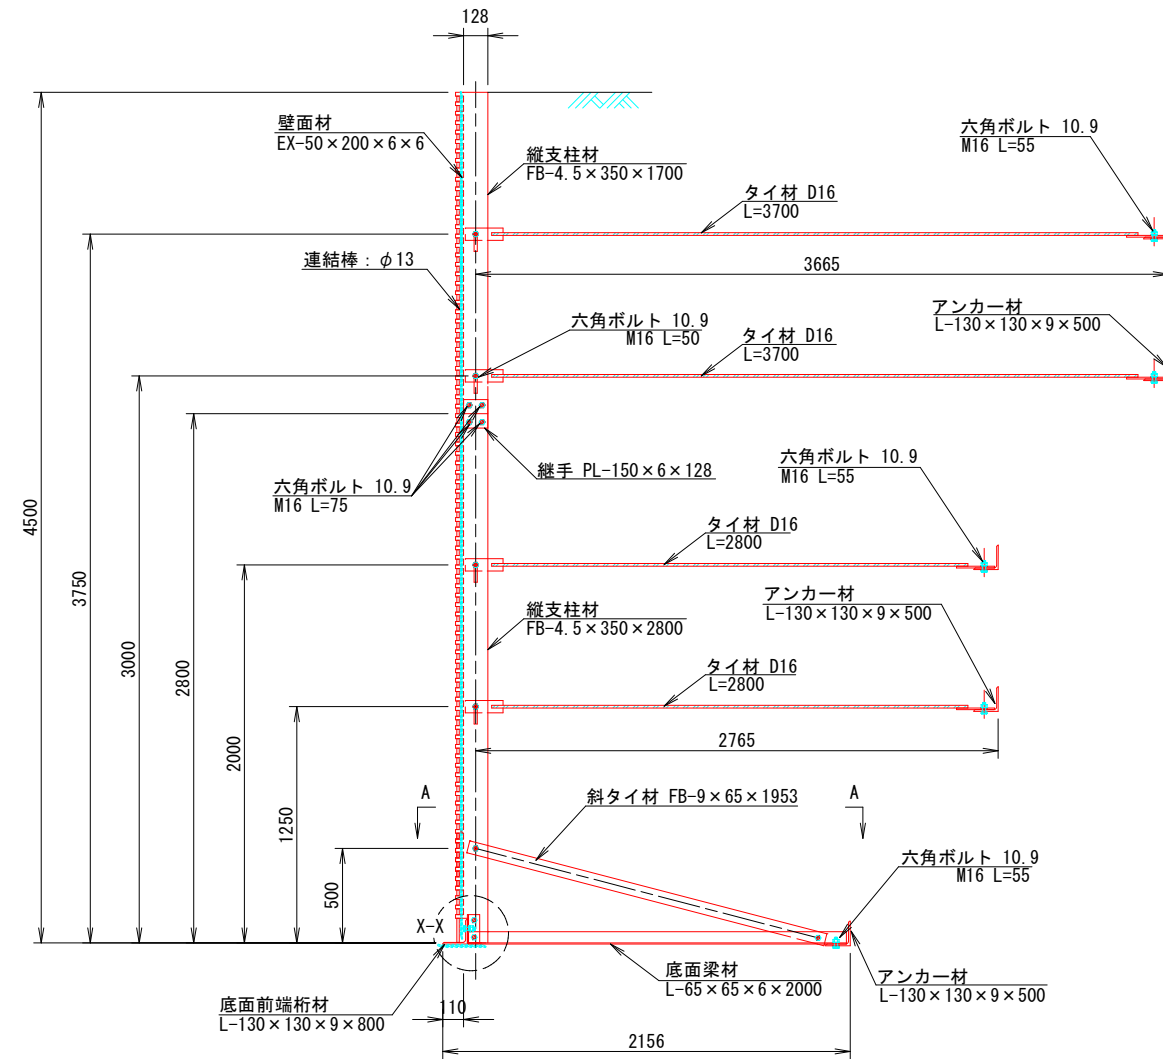 128
壁面材
EX-50×200×6×6
縦支柱材
FB-4.5×350×1700
六角ボルト 10.9
M16 L=55
タイ材 D16
L=3700
連結棒：φ13
3665
六角ボルト 10.9
M16 L=50
タイ材 D16
L=3700
アンカー材
L-130×130×9×500
継手 PL-150×6×128
六角ボルト 10.9
M16 L=75
六角ボルト 10.9
M16 L=55
4500
3750
3000
2800
2000
1250
500
タイ材 D16
L=2800
縦支柱材
FB-4.5×350×2800
アンカー材
L-130×130×9×500
タイ材 D16
L=2800
2765
A
A
斜タイ材 FB-9×65×1953
六角ボルト 10.9
M16 L=55
X-X
底面前端桁材
L-130×130×9×800
110
底面梁材
L-65×65×6×2000
アンカー材
L-130×130×9×500
2156